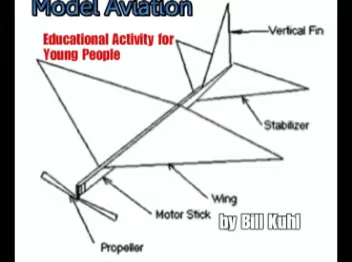 Model Aviation
Educational Activity for
Young People
Vertical Fin
Stabilizer
Wing
Motor Stick
by Bill Kuhl
Propeller